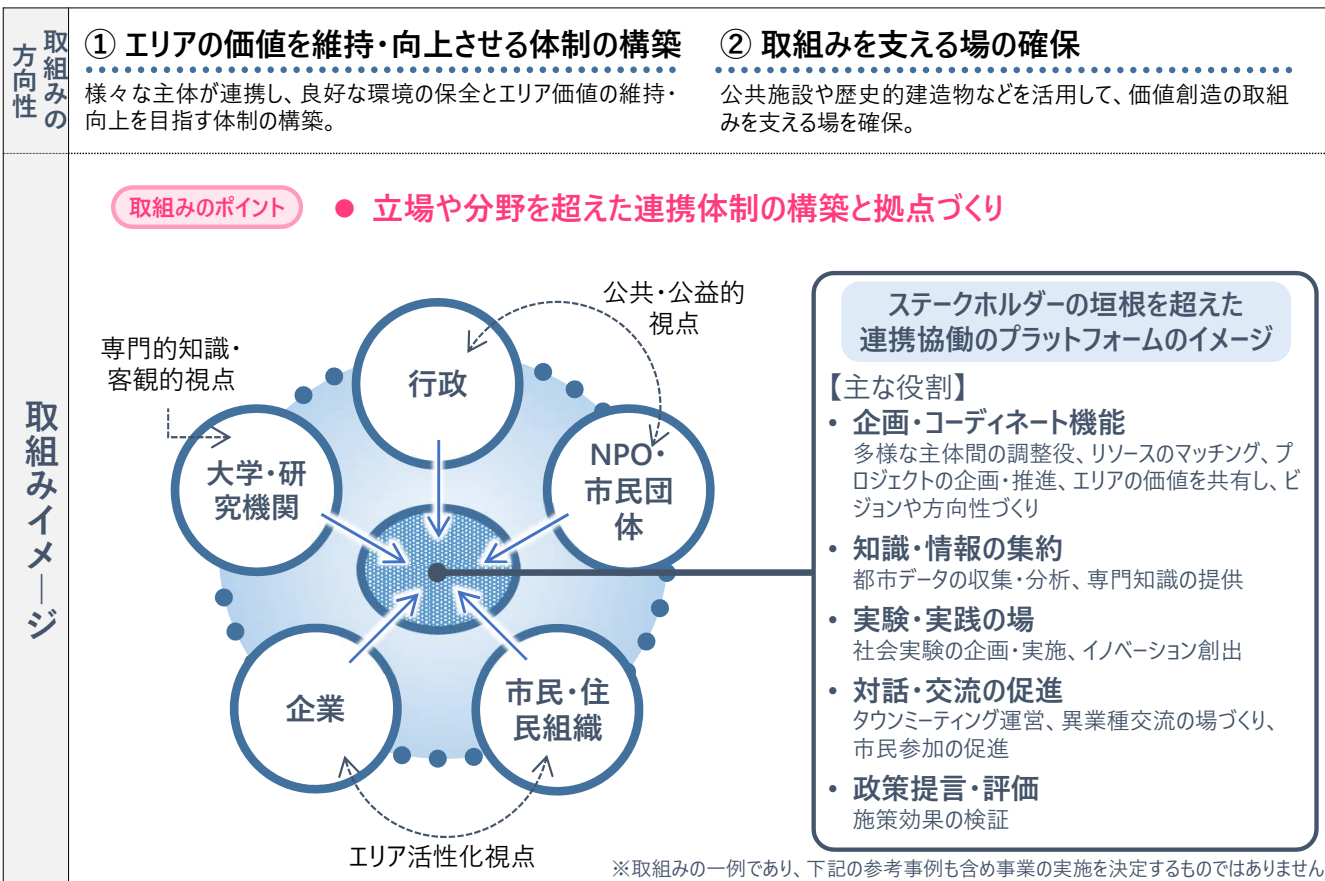 取組みの
方向性
① エリアの価値を維持・向上させる体制の構築
様々な主体が連携し、良好な環境の保全とエリア価値の維持・
向上を目指す体制の構築。
② 取組みを支える場の確保
公共施設や歴史的建造物などを活用して、価値創造の取組
みを支える場を確保。
取組みイメージ
取組みのポイント
● 立場や分野を超えた連携体制の構築と拠点づくり
公共・公益的
視点
専門的知識・
客観的視点
行政
大学・研
究機関
NPO・
市民団
体
企業
市民・住
民組織
エリア活性化視点
ステークホルダーの垣根を超えた
連携協働のプラットフォームのイメージ
【主な役割】
• 企画・コーディネート機能
多様な主体間の調整役、リソースのマッチング、プ
ロジェクトの企画・推進、エリアの価値を共有し、ビ
ジョンや方向性づくり
• 知識・情報の集約
都市データの収集・分析、専門知識の提供
• 実験・実践の場
社会実験の企画・実施、イノベーション創出
• 対話・交流の促進
タウンミーティング運営、異業種交流の場づくり、
市民参加の促進
• 政策提言・評価
施策効果の検証
※取組みの一例であり、下記の参考事例も含め事業の実施を決定するものではありません